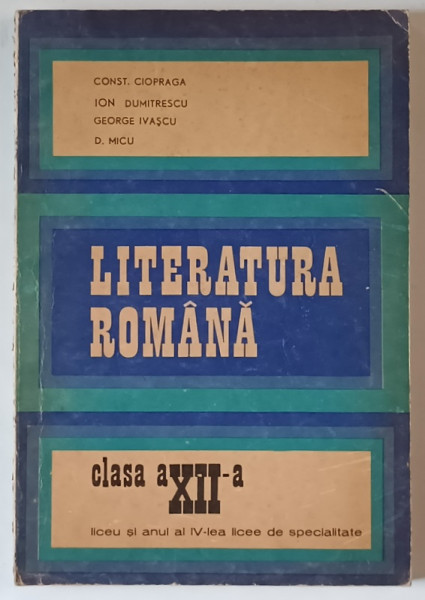 CONST. CIOPRAGA
ION DUMITRESCU
GEORGE IVAȘCU
D. MICU
LITERATURA
ROMÂNĂ
clasa a XII-a
liceu și anul al IV-lea licee de specialitate